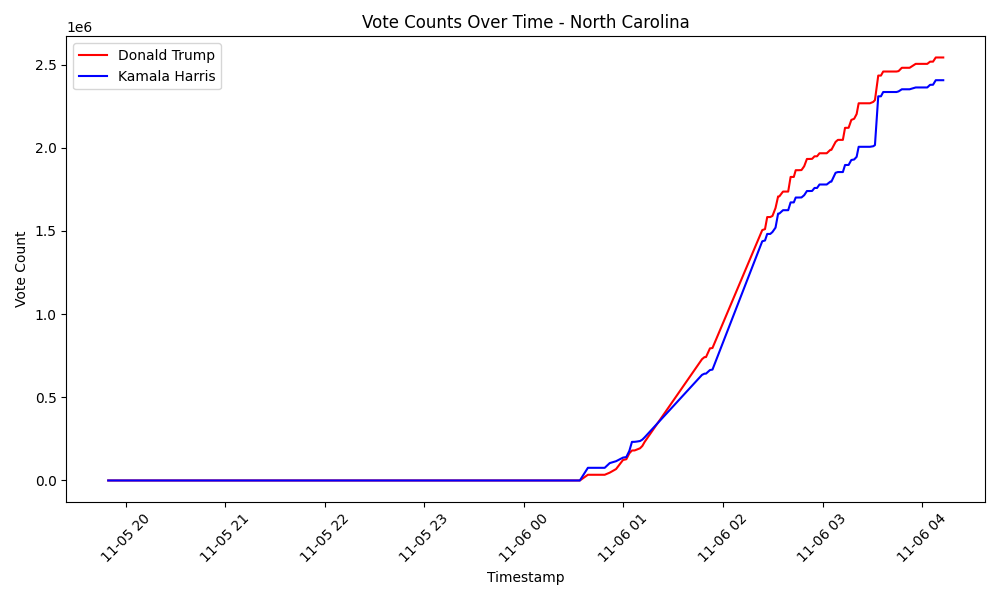 Vote Counts Over Time - North Carolina
1e6
Donald Trump
Kamala Harris
2.5
2.0
1.5
1.0
0.5
0.0
Vote Count
11-05 20
11-05 21
11-05 22
11-05 23
11-06 00
11-06 01
11-06 02
11-06 03
11-06 04
Timestamp